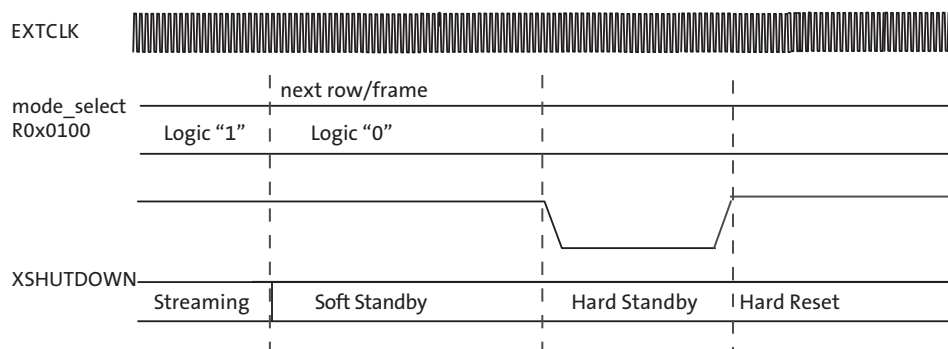 EXTCLK
next row/frame
mode_select
R0x0100
Logic “1”
Logic “0”
XSHUTDOWN
Streaming
Soft Standby
Hard Standby
Hard Reset